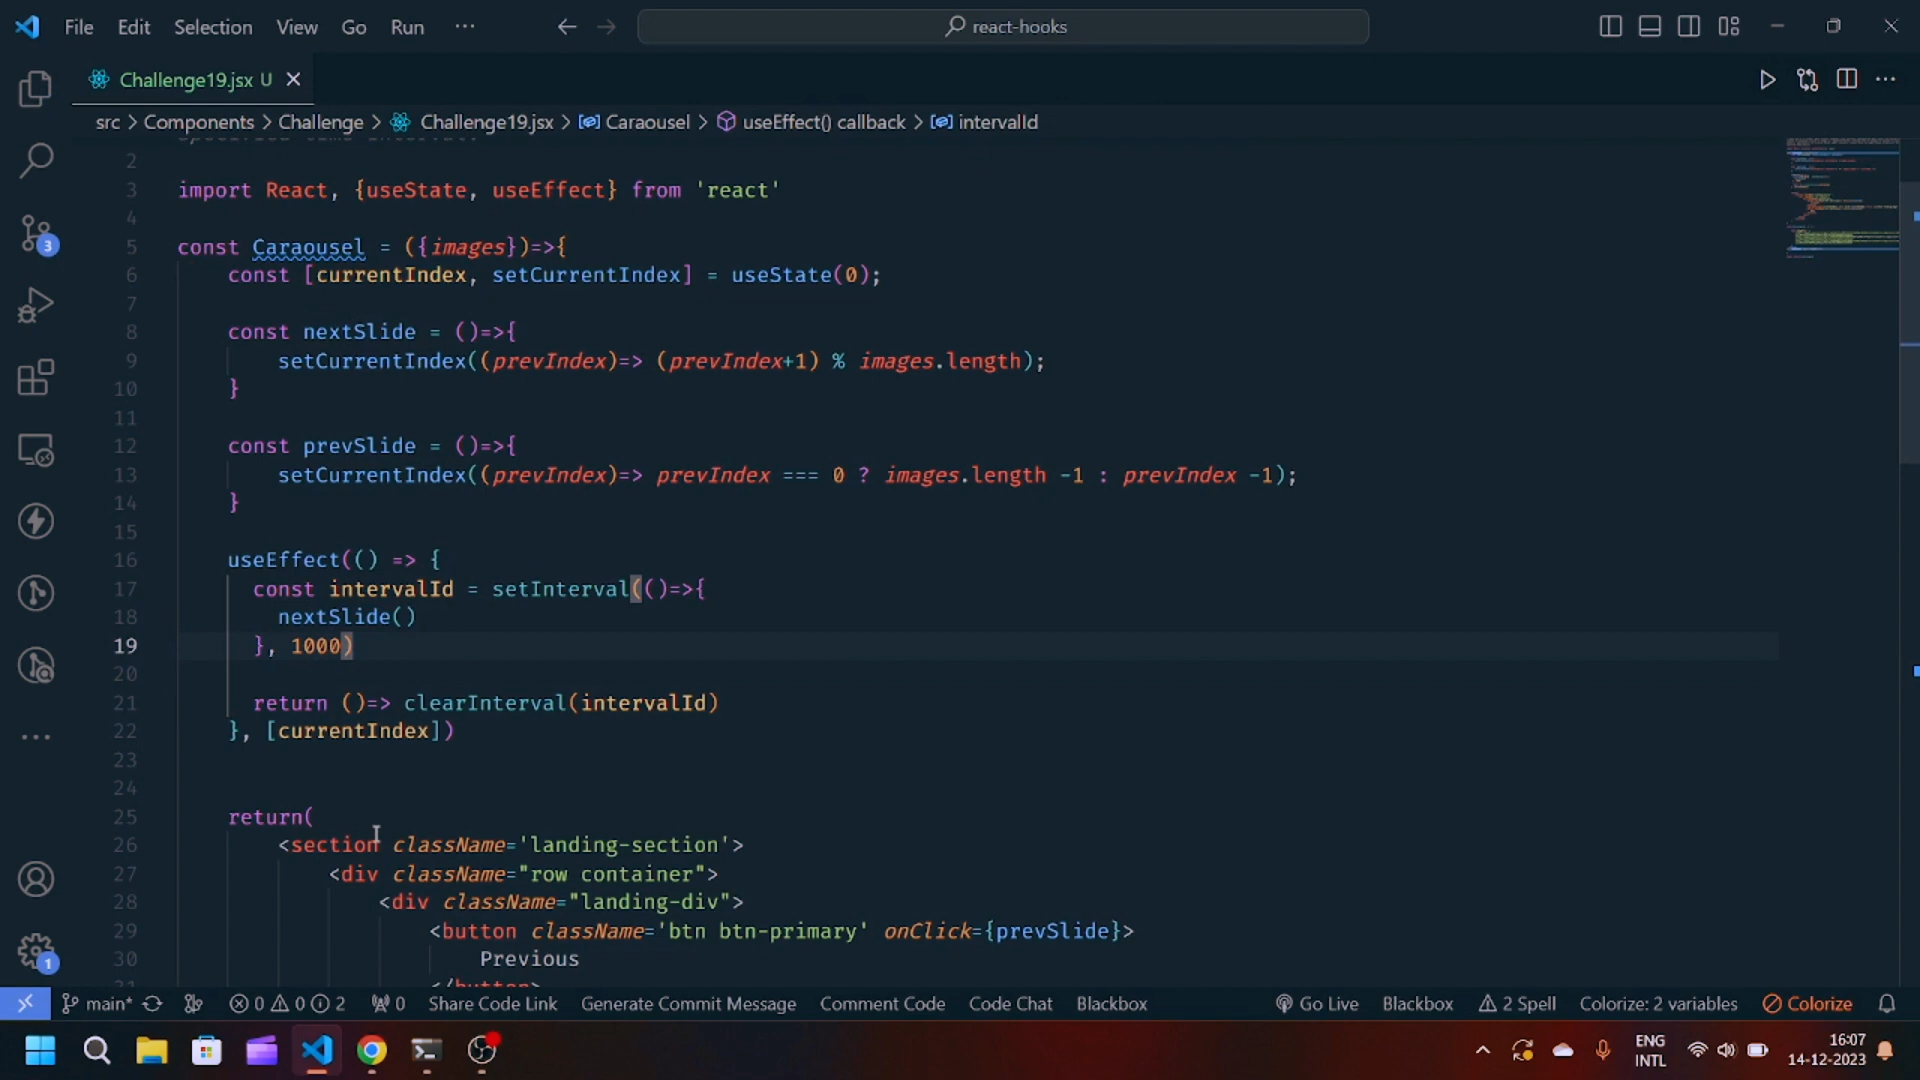 File Edit Selection View Go Run ··· react-hooks
Challenge19.jsx U
src > Components > Challenge > Challenge19.jsx > Caraousel > useEffect() callback > intervalId
2
3 import React, {useState, useEffect} from 'react'
4
5 const Caraousel = ({images})=>{
6 const [currentIndex, setCurrentIndex] = useState(0);
7
8 const nextSlide = ()=>{
9 setCurrentIndex((prevIndex)=> (prevIndex+1) % images.length);
10 }
11
12 const prevSlide = ()=>{
13 setCurrentIndex((prevIndex)=> prevIndex === 0 ? images.length -1 : prevIndex -1);
14 }
15
16 useEffect(() => {
17 const intervalId = setInterval(()=>{
18 nextSlide()
19 }, 1000)
20
21 return ()=> clearInterval(intervalId)
22 }, [currentIndex])
23
24
25 return(
26 <section className='landing-section'>
27 <div className="row container">
28 <div className="landing-div">
29 <button className='btn btn-primary' onClick={prevSlide}>
30 Previous
3
1
main* 0 0 2 0 Share Code Link Generate Commit Message Comment Code Code Chat Blackbox Go Live Blackbox 2 Spell Colorize: 2 variables Colorize
ENG
INTL
16:07
14-12-2023